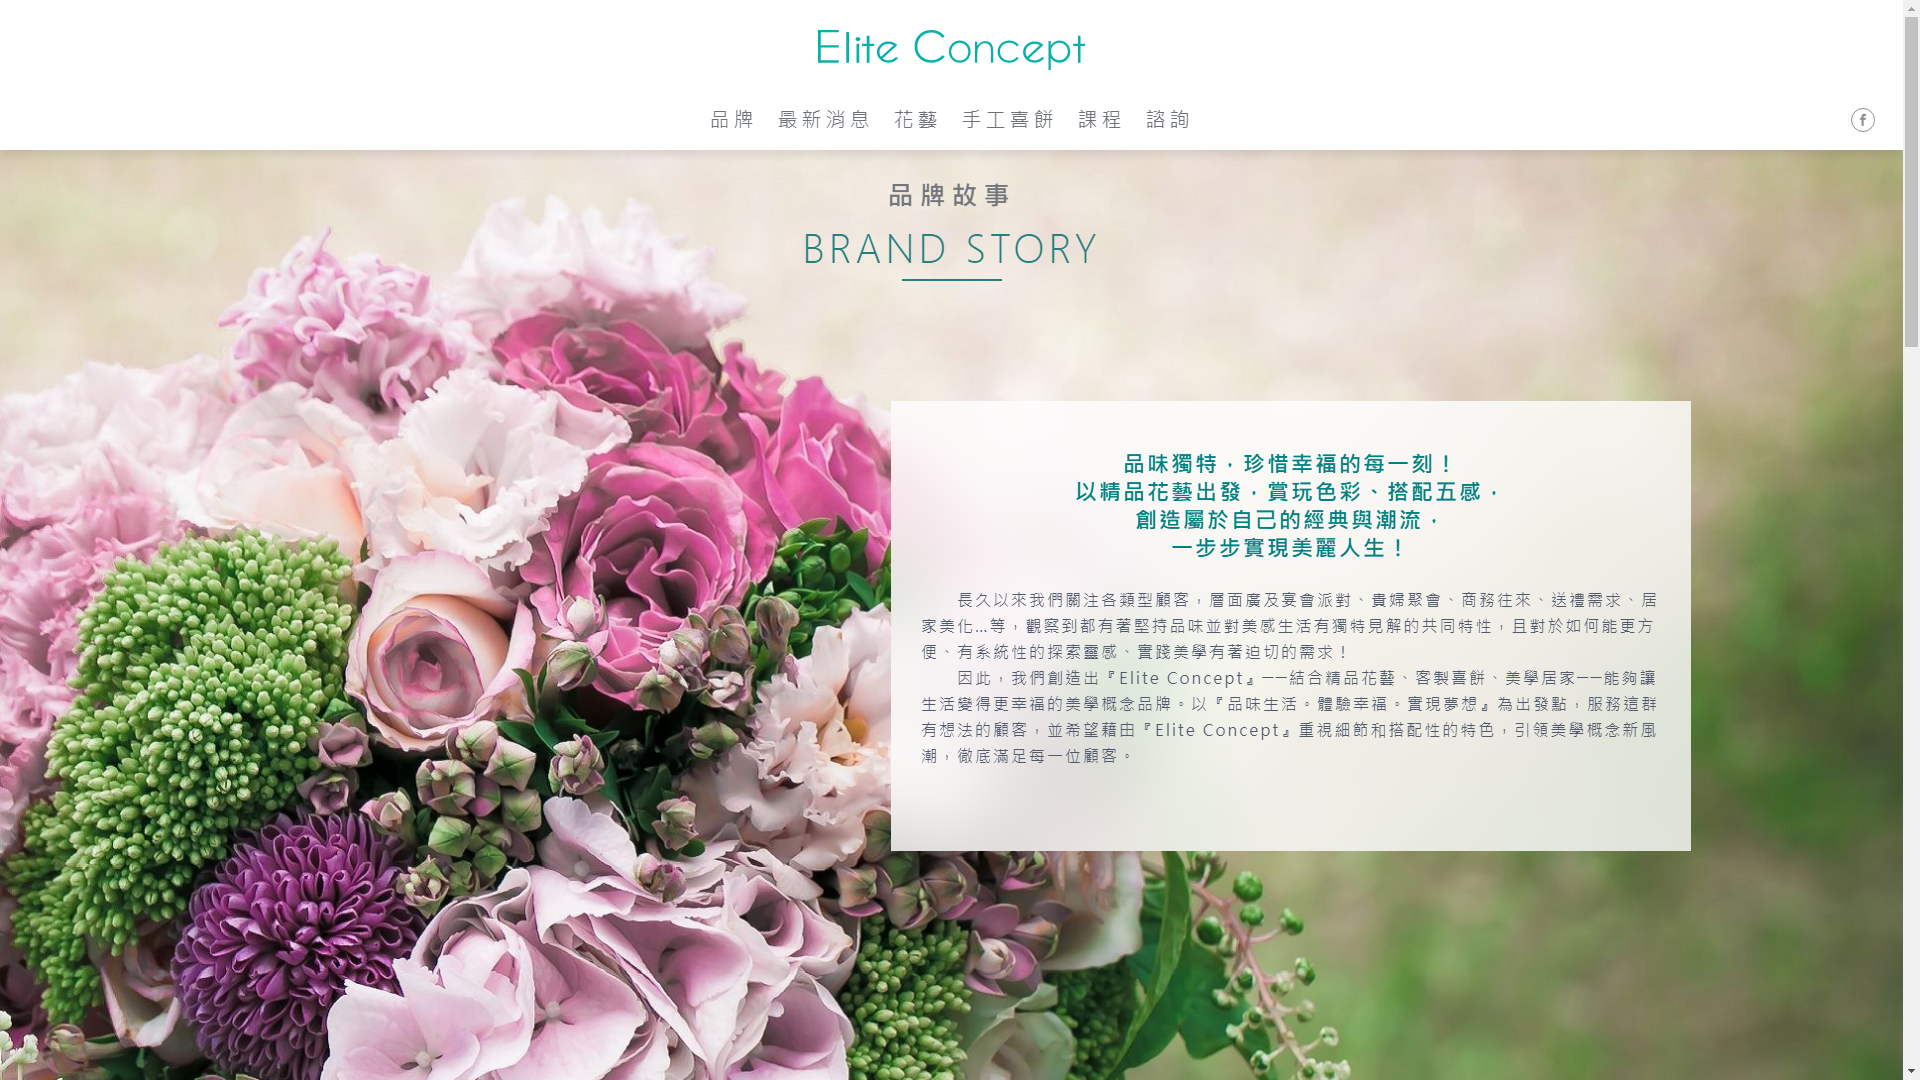 Elite Concept
品牌 最新消息 花藝 手工喜餅 課程 諮詢
品牌故事
BRAND STORY
品味獨特，珍惜幸福的每一刻！
以精品花藝出發，賞玩色彩、搭配五感，
創造屬於自己的經典與潮流，
一步步實現美麗人生！
長久以來我們關注各類型顧客，層面廣及宴會派對、貴婦聚會、商務往來、送禮需求、居
家美化...等，觀察到都有著堅持品味並對美感生活有獨特見解的共同特性，且對於如何能更方
便、有系統性的探索靈感、實踐美學有著迫切的需求！
因此，我們創造出『Elite Concept』——結合精品花藝、客製喜餅、美學居家——能夠讓
生活變得更幸福的美學概念品牌。以『品味生活。體驗幸福。實現夢想』為出發點，服務這群
有想法的顧客，並希望藉由『Elite Concept』重視細節和搭配性的特色，引領美學概念新風
潮，徹底滿足每一位顧客。